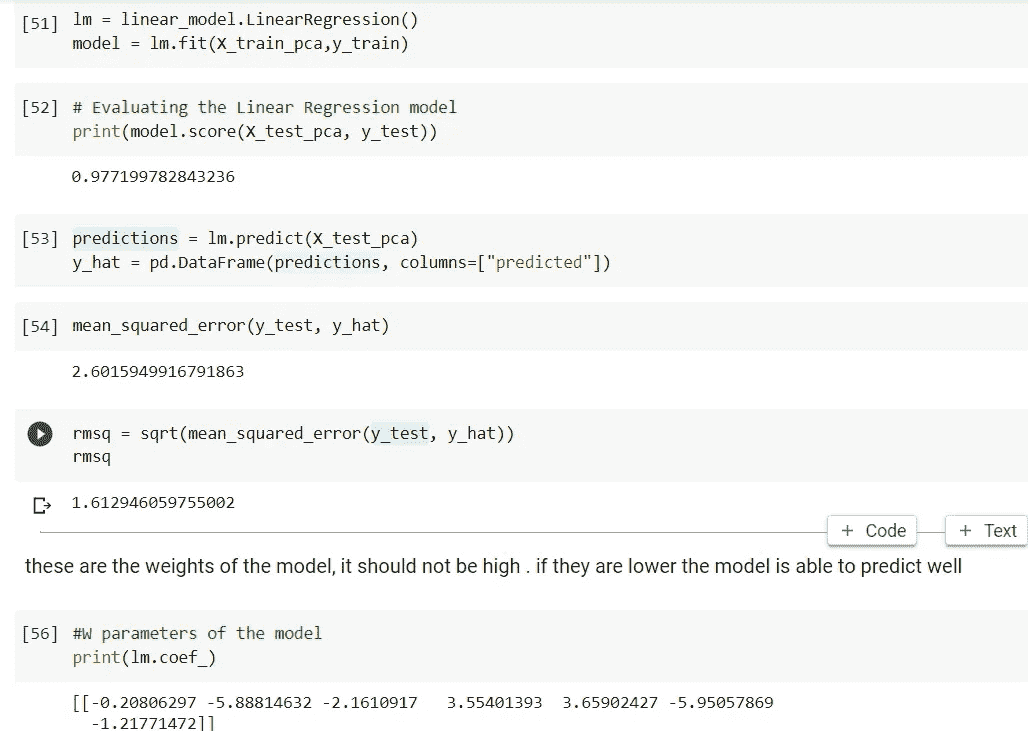 [51] lm = linear_model.LinearRegression()
model = lm.fit(X_train_pca,y_train)
[52] # Evaluating the Linear Regression model
print(model.score(X_test_pca, y_test))
0.977199782843236
[53] predictions = lm.predict(X_test_pca)
y_hat = pd.DataFrame(predictions, columns=["predicted"])
[54] mean_squared_error(y_test, y_hat)
2.6015949916791863
rmsq = sqrt(mean_squared_error(y_test, y_hat))
rmsq
1.612946059755002
+ Code + Text
these are the weights of the model, it should not be high . if they are lower the model is able to predict well
[56] #W parameters of the model
print(lm.coef_)
[[-0.20806297 -5.88814632 -2.1610917 3.55401393 3.65902427 -5.95057869
-1.21771472]]